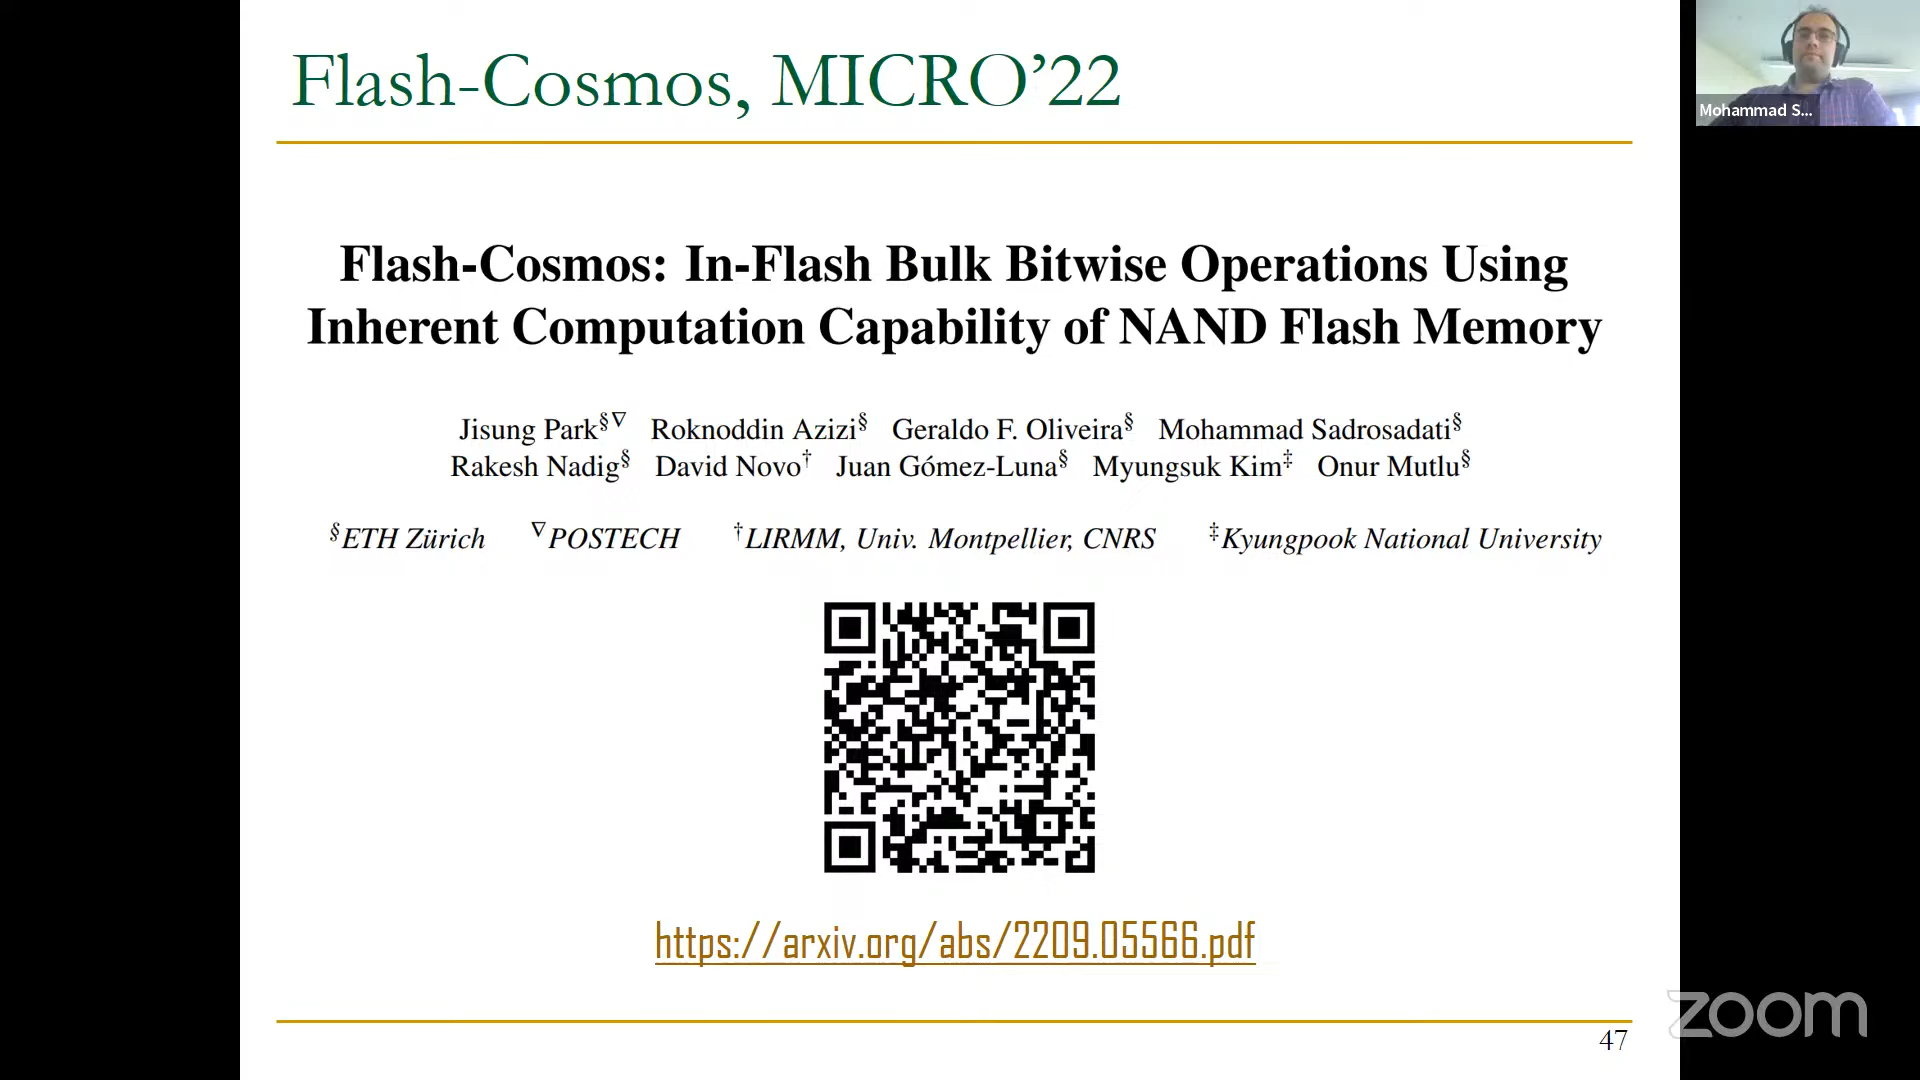 Flash-Cosmos, MICRO’22
Mohammad S...
Flash-Cosmos: In-Flash Bulk Bitwise Operations Using
Inherent Computation Capability of NAND Flash Memory
Jisung Park§∇ Roknoddin Azizi§ Geraldo F. Oliveira§ Mohammad Sadrosadati§
Rakesh Nadig§ David Novo† Juan Gómez-Luna§ Myungsuk Kim‡ Onur Mutlu§
§ETH Zürich ∇POSTECH †LIRMM, Univ. Montpellier, CNRS ‡Kyungpook National University
https://arxiv.org/abs/2209.05566.pdf
zoom
47